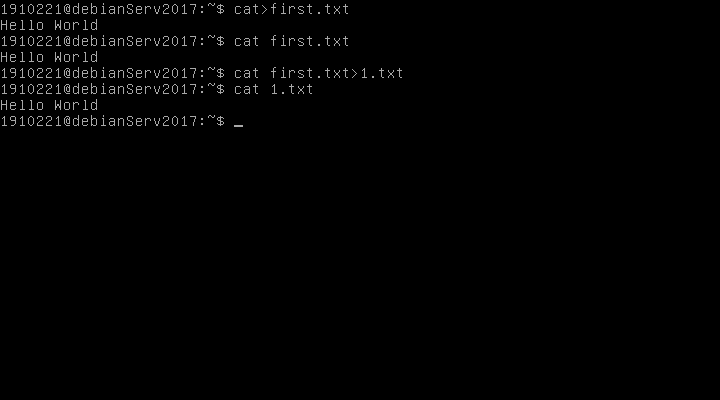 1910221@debianServ2017:~$ cat>first.txt
Hello World
1910221@debianServ2017:~$ cat first.txt
Hello World
1910221@debianServ2017:~$ cat first.txt>1.txt
1910221@debianServ2017:~$ cat 1.txt
Hello World
1910221@debianServ2017:~$ _